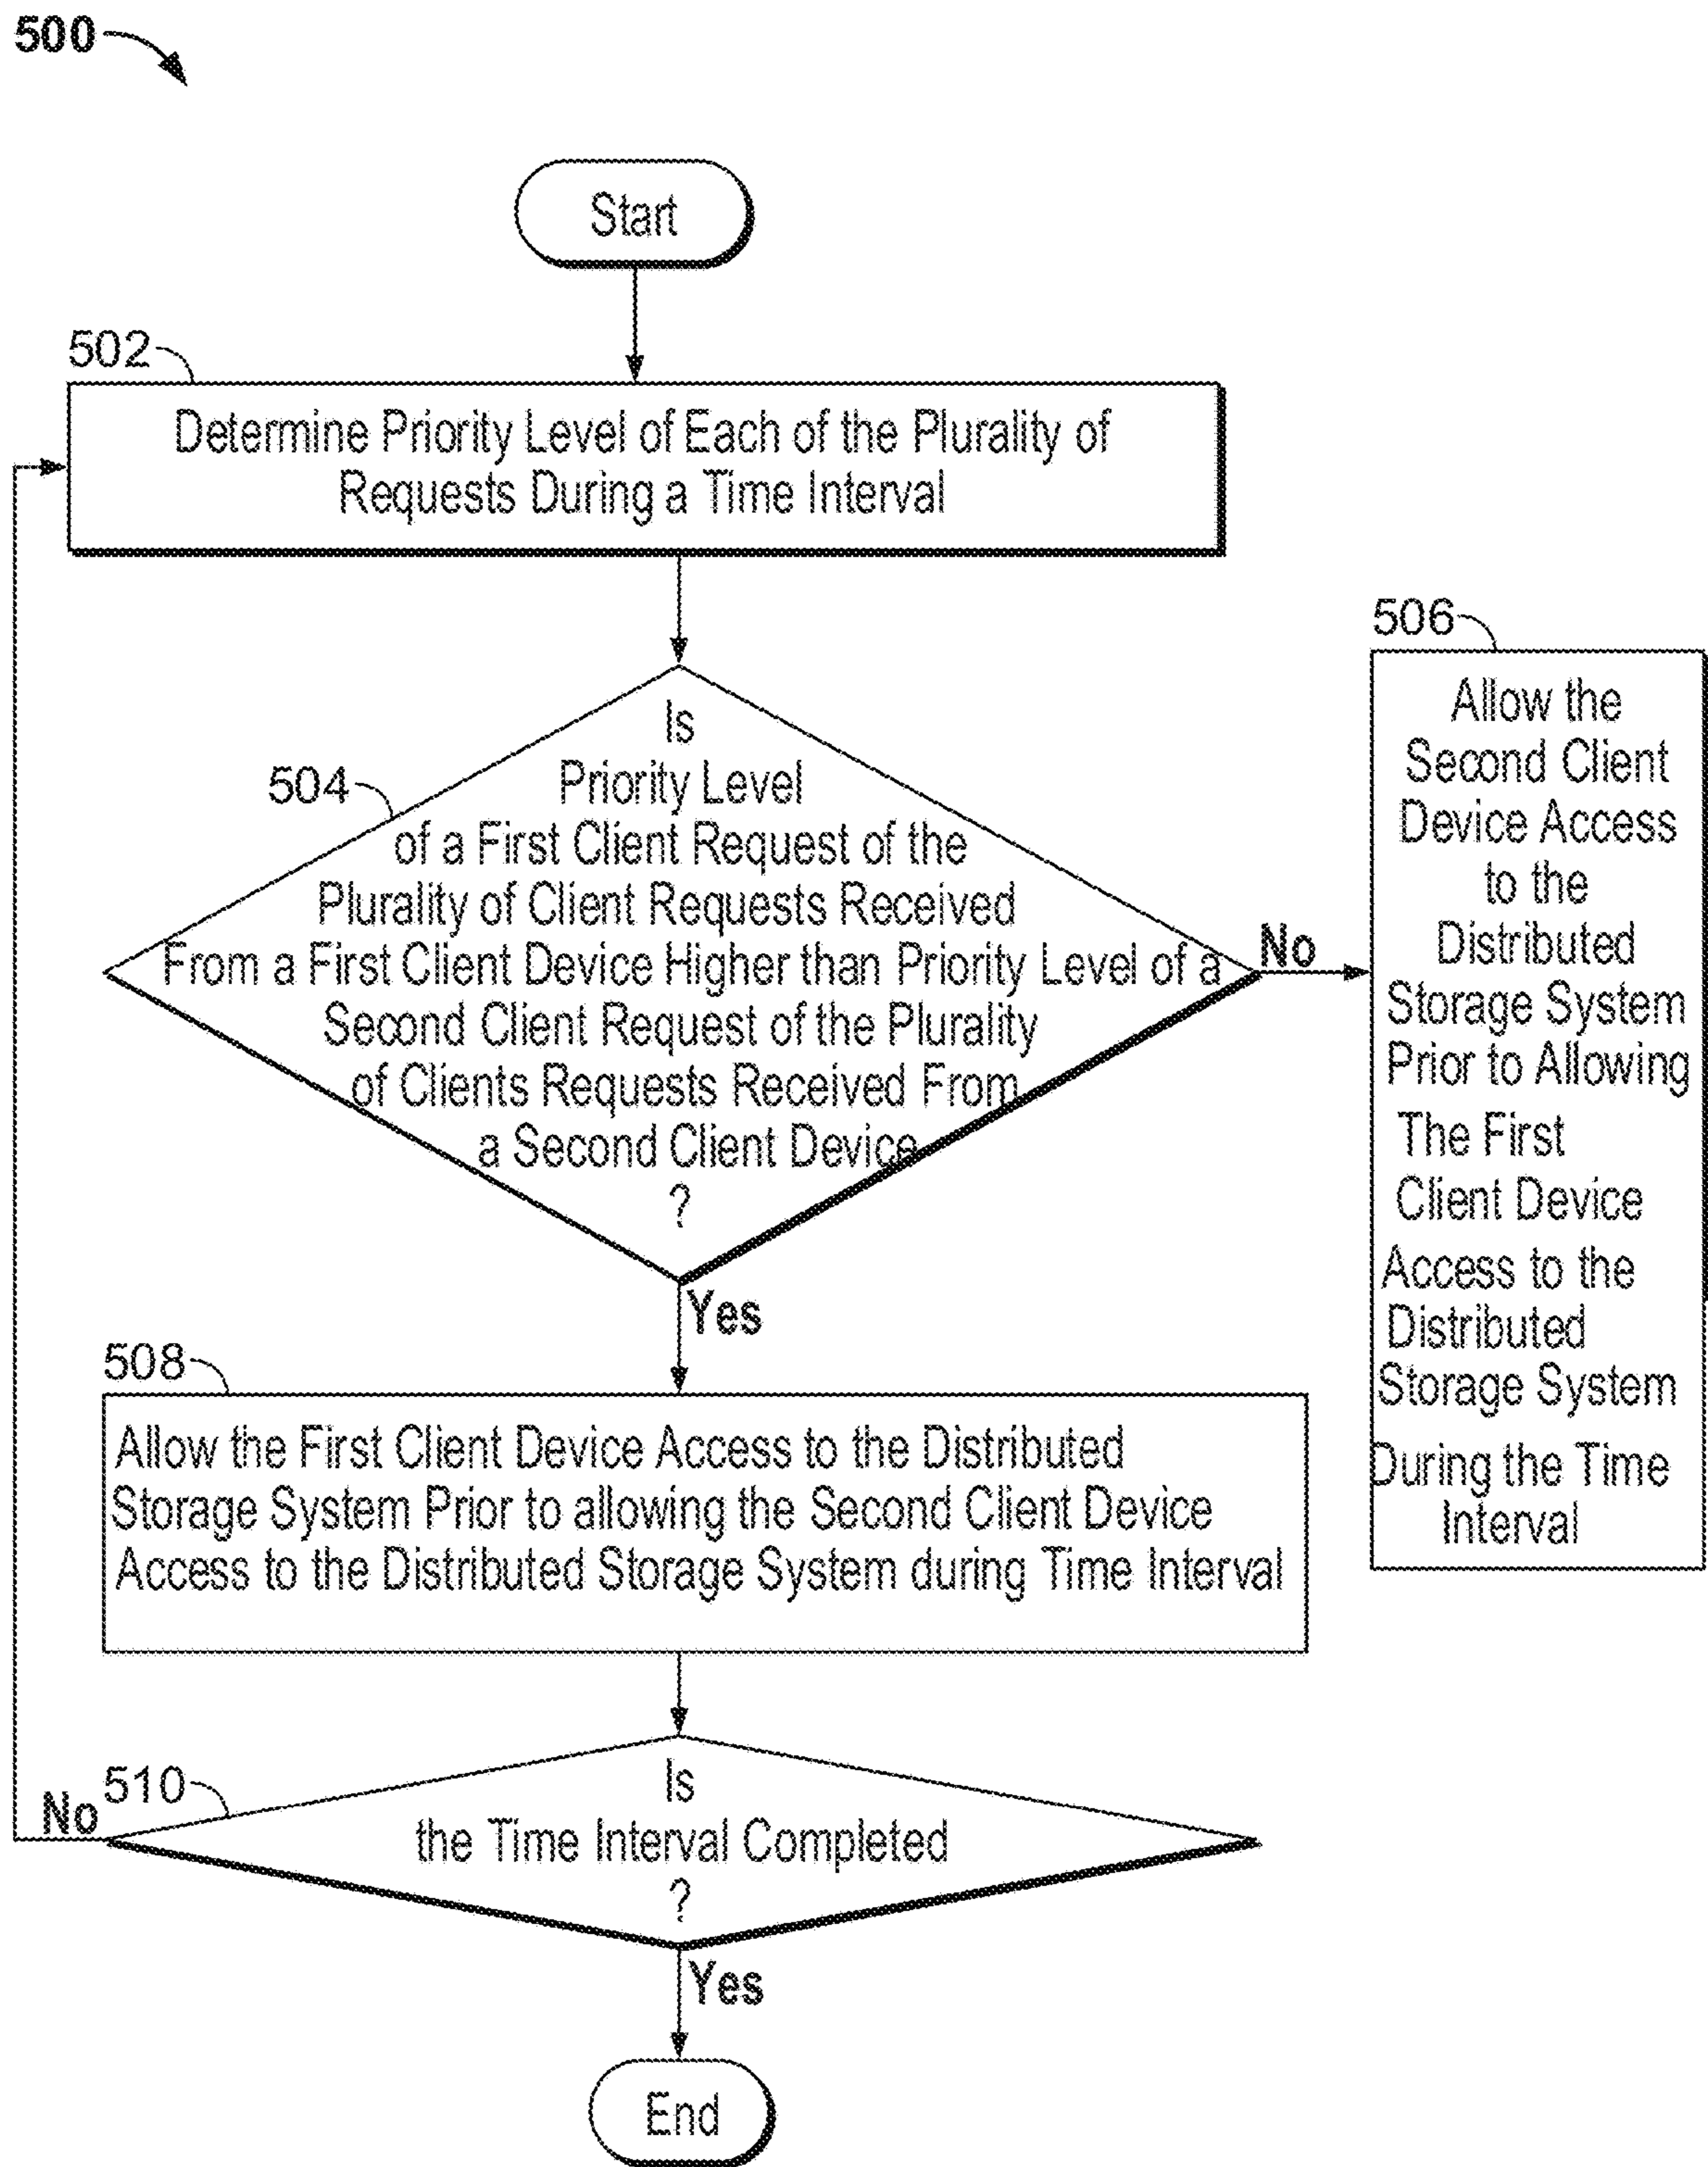 500
Start
502
Determine Priority Level of Each of the Plurality of
Requests During a Time Interval
504
Is
Priority Level
of a First Client Request of the
Plurality of Client Requests Received
From a First Client Device Higher than Priority Level of a
Second Client Request of the Plurality
of Clients Requests Received From
a Second Client Device
?
No
Yes
506
Allow the
Second Client
Device Access
to the
Distributed
Storage System
Prior to Allowing
The First
Client Device
Access to the
Distributed
Storage System
During the Time
Interval
508
Allow the First Client Device Access to the Distributed
Storage System Prior to allowing the Second Client Device
Access to the Distributed Storage System during Time Interval
510
Is
the Time Interval Completed
?
No
Yes
End